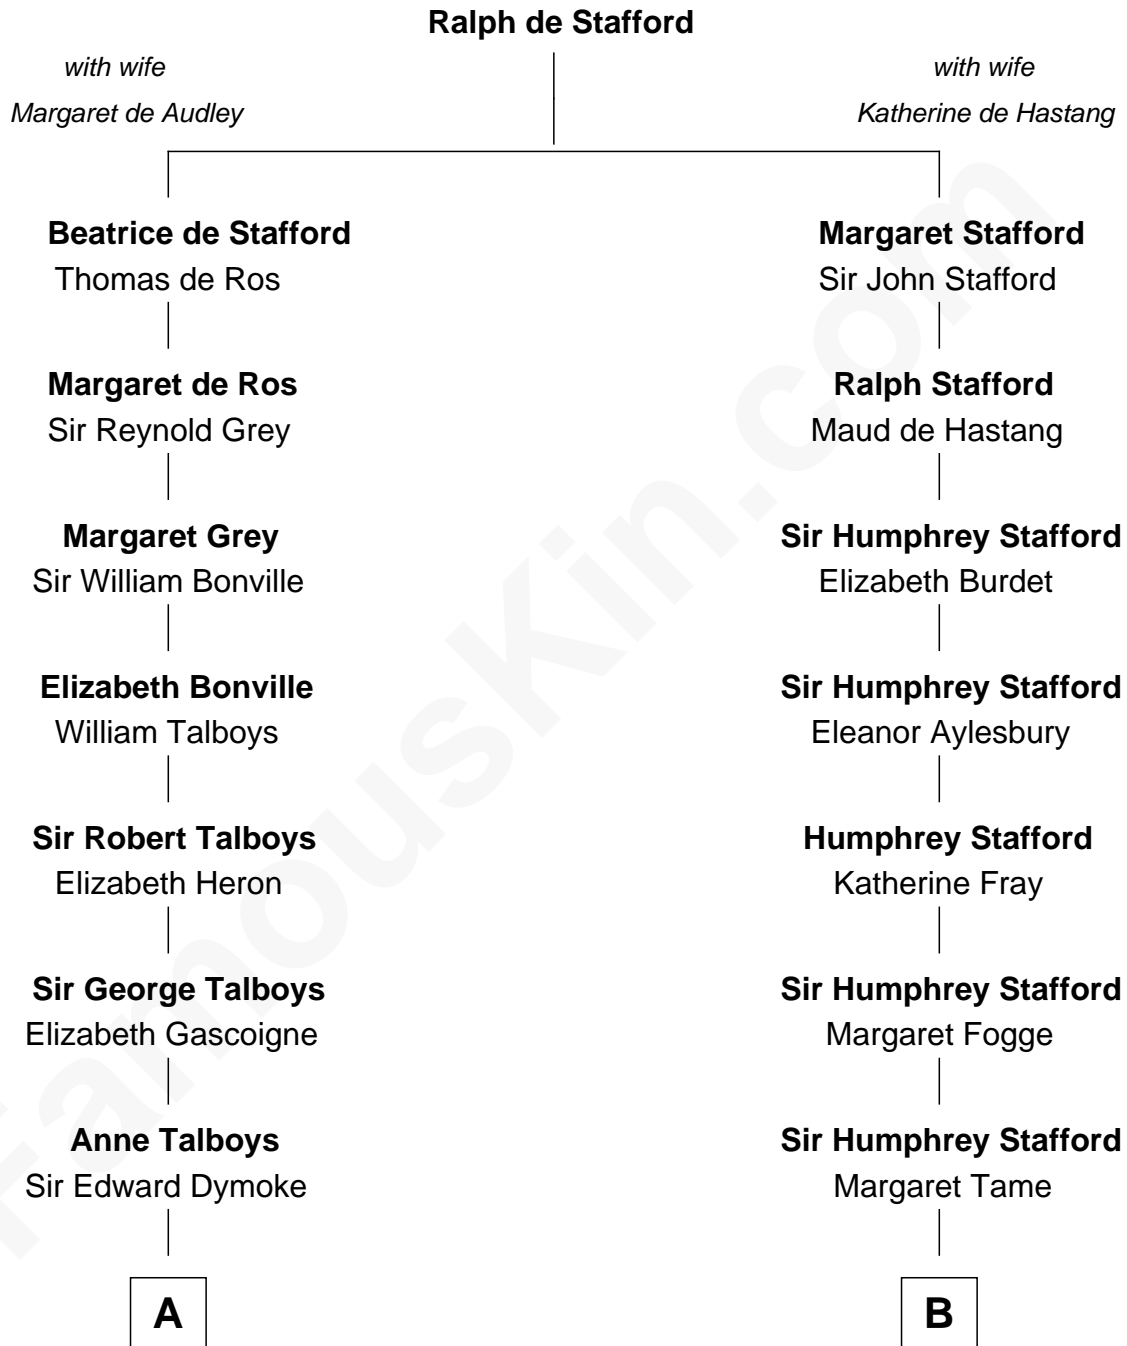 Ralph de Stafford
with wife
Margaret de Audley
with wife
Katherine de Hastang
Beatrice de Stafford
Thomas de Ros
Margaret Stafford
Sir John Stafford
Margaret de Ros
Sir Reynold Grey
Ralph Stafford
Maud de Hastang
Margaret Grey
Sir William Bonville
Sir Humphrey Stafford
Elizabeth Burdet
Elizabeth Bonville
William Talboys
Sir Humphrey Stafford
Eleanor Aylesbury
Sir Robert Talboys
Elizabeth Heron
Humphrey Stafford
Katherine Fray
Sir George Talboys
Elizabeth Gascoigne
Sir Humphrey Stafford
Margaret Fogge
Anne Talboys
Sir Edward Dymoke
Sir Humphrey Stafford
Margaret Tame
A
B
FamousKin.com